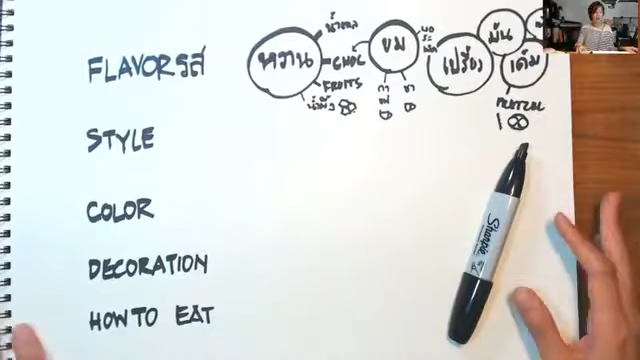 FLAVOR รส
หวาน
น้ำตาล
CHOC
FRUITS
น้ำผึ้ง
ขม
เปรี้ยว
มัน
เค็ม
PRETZEL
STYLE
COLOR
DECORATION
HOW TO EAT
Sharpie